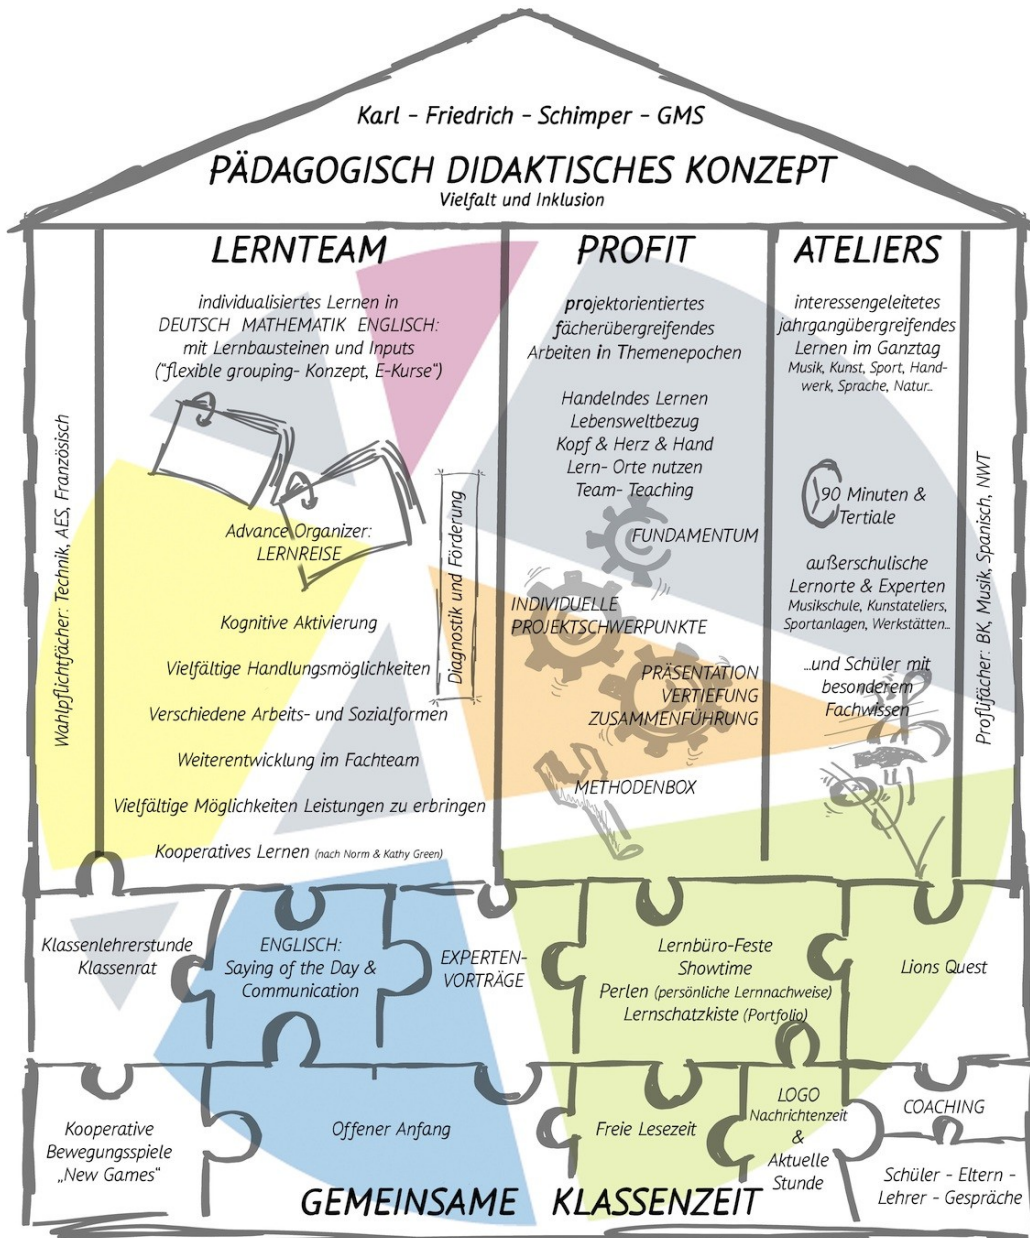 Karl - Friedrich - Schimper - GMS
PÄDAGOGISCH DIDAKTISCHES KONZEPT
Vielfalt und Inklusion
Wahlpflichtfächer: Technik, AES, Französisch
LERNTEAM
individualisiertes Lernen in
DEUTSCH MATHEMATIK ENGLISCH:
mit Lernbausteinen und Inputs
("flexible grouping- Konzept, E-Kurse")
Advance Organizer:
LERNREISE
Kognitive Aktivierung
Vielfältige Handlungsmöglichkeiten
Verschiedene Arbeits- und Sozialformen
Weiterentwicklung im Fachteam
Vielfältige Möglichkeiten Leistungen zu erbringen
Kooperatives Lernen (nach Norm & Kathy Green)
Diagnostik und Förderung
PROFIT
projektorientiertes
fächerübergreifendes
Arbeiten in Themenepochen
Handelndes Lernen
Lebensweltbezug
Kopf & Herz & Hand
Lern- Orte nutzen
Team- Teaching
FUNDAMENTUM
INDIVIDUELLE
PROJEKTSCHWERPUNKTE
PRÄSENTATION
VERTIEFUNG
ZUSAMMENFÜHRUNG
METHODENBOX
ATELIERS
interessengeleitetes
jahrgangübergreifendes
Lernen im Ganztag
Musik, Kunst, Sport, Hand-
werk, Sprache, Natur...
90 Minuten &
Tertiale
außerschulische
Lernorte & Experten
Musikschule, Kunstateliers,
Sportanlagen, Werkstätten...
...und Schüler mit
besonderem
Fachwissen
Proflifächer: BK, Musik, Spanisch, NWT
Klassenlehrerstunde
Klassenrat
ENGLISCH:
Saying of the Day &
Communication
EXPERTEN-
VORTRÄGE
Lernbüro-Feste
Showtime
Perlen (persönliche Lernnachweise)
Lernschatzkiste (Portfolio)
Lions Quest
Kooperative
Bewegungsspiele
„New Games“
Offener Anfang
Freie Lesezeit
LOGO
Nachrichtenzeit
&
Aktuelle
Stunde
COACHING
Schüler - Eltern -
Lehrer - Gespräche
GEMEINSAME KLASSENZEIT